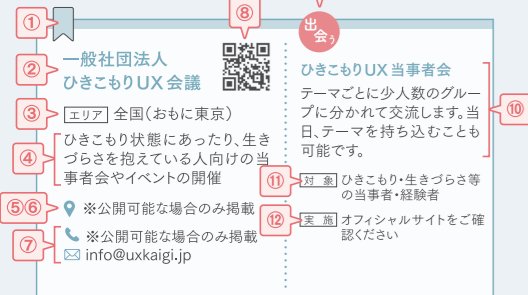 ⑧
出
会う
①
②
一般社団法人
ひきこもりUX会議
③
エリア 全国（おもに東京）
④
ひきこもり状態にあったり、生き
づらさを抱えている人向けの当
事者会やイベントの開催
⑤⑥
※公開可能な場合のみ掲載
⑦
※公開可能な場合のみ掲載
info@uxkaigi.jp
ひきこもりUX当事者会
テーマごとに少人数のグルー
プに分かれて交流します。当
日、テーマを持ち込むことも
可能です。
⑩
⑪
対象 ひきこもり・生きづらさ等
の当事者・経験者
⑫
実施 オフィシャルサイトをご確
認ください